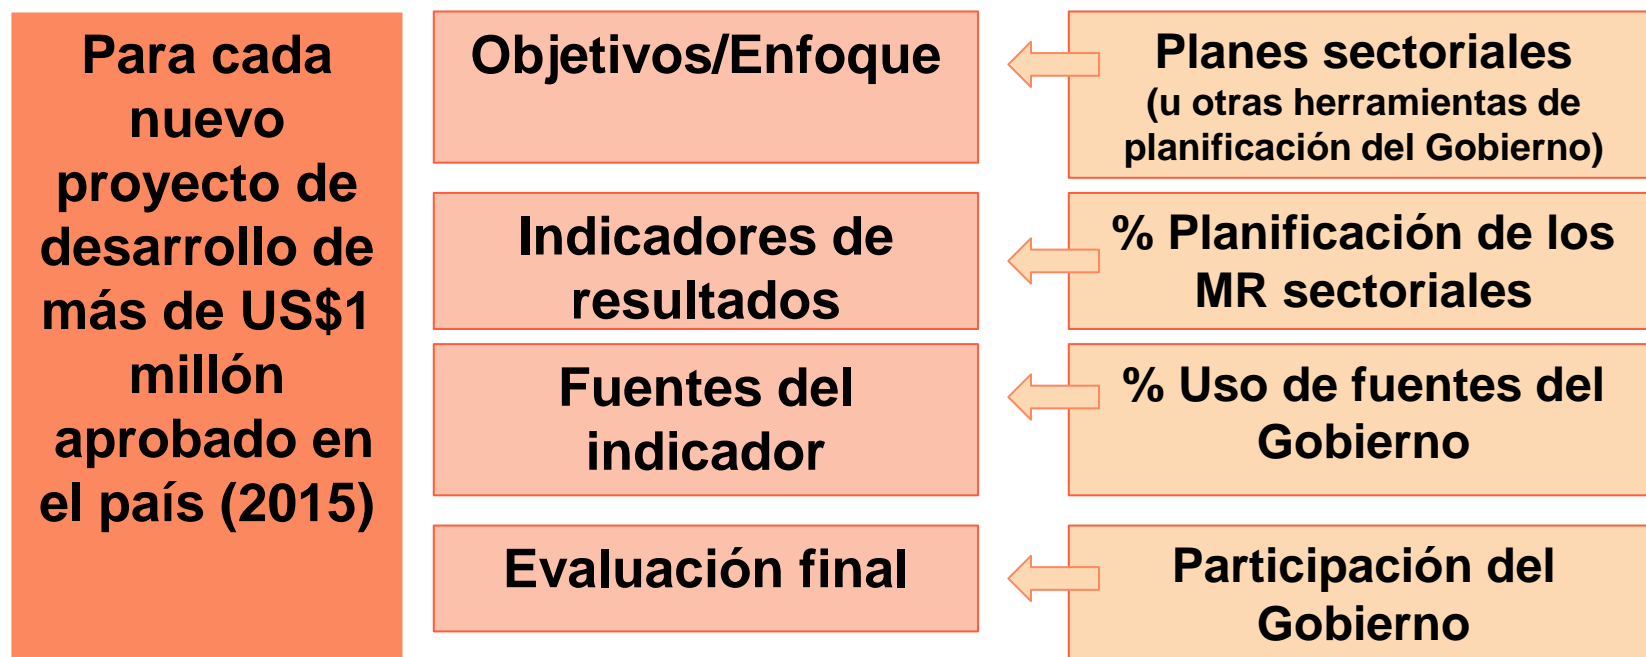 Para cada
nuevo
proyecto de
desarrollo de
más de US$1
millón
aprobado en
el país (2015)
Objetivos/Enfoque
Planes sectoriales
(u otras herramientas de
planificación del Gobierno)
Indicadores de
resultados
% Planificación de los
MR sectoriales
Fuentes del
indicador
% Uso de fuentes del
Gobierno
Evaluación final
Participación del
Gobierno